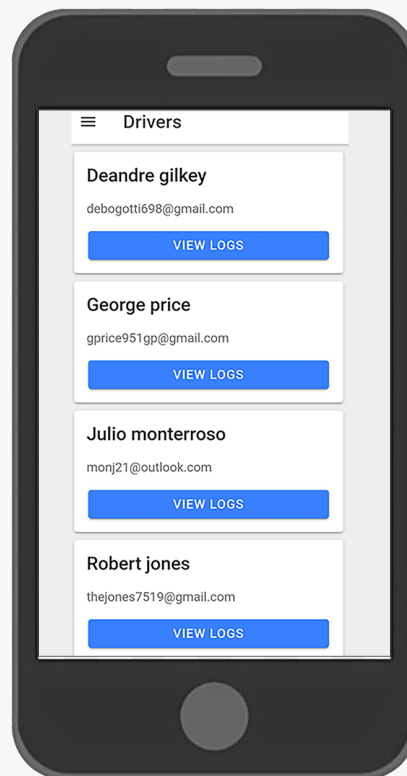 Drivers
Deandre gilkey
debogotti698@gmail.com
VIEW LOGS
George price
gprice951gp@gmail.com
VIEW LOGS
Julio monterroso
monj21@outlook.com
VIEW LOGS
Robert jones
thejones7519@gmail.com
VIEW LOGS